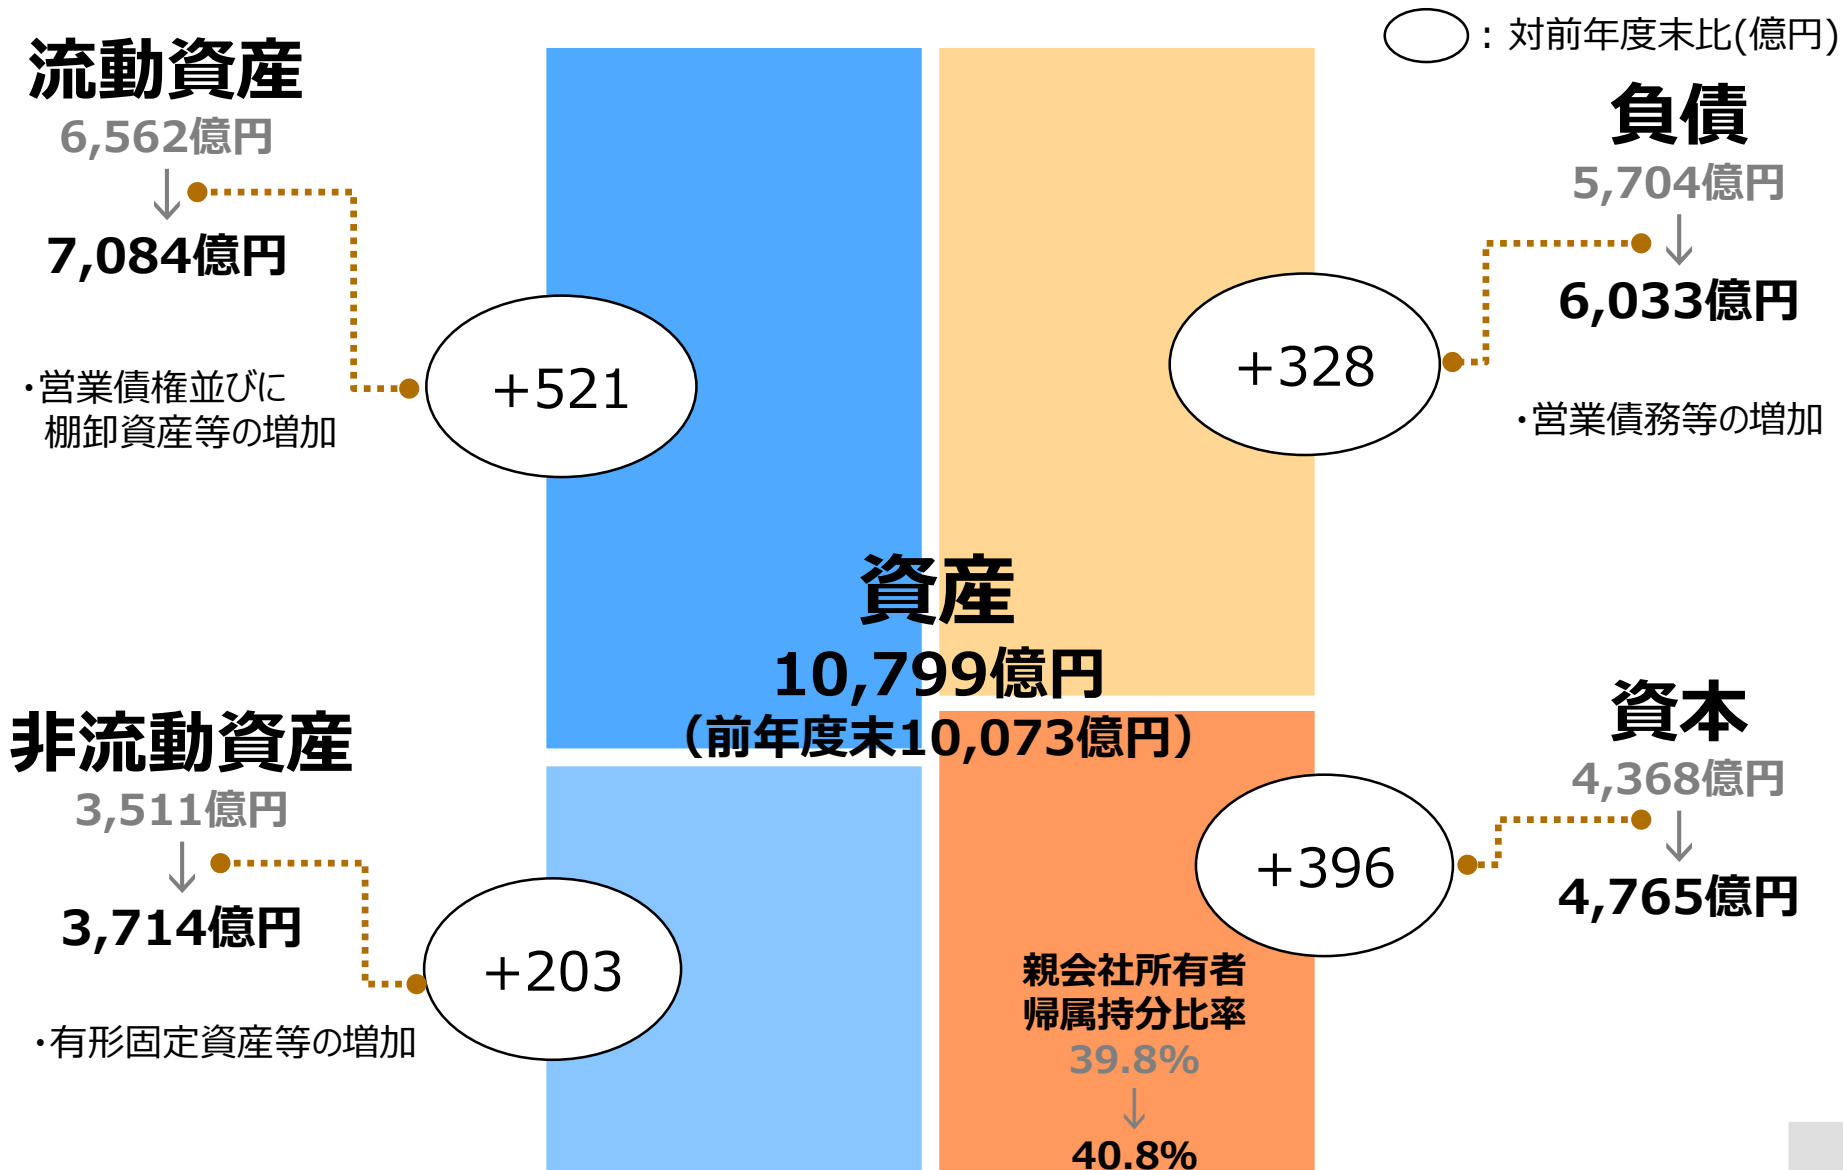 ：対前年度末比(億円)
流動資産
6,562億円
↓
7,084億円
・営業債権並びに
棚卸資産等の増加
+521
負債
5,704億円
↓
6,033億円
・営業債務等の増加
+328
資産
10,799億円
（前年度末10,073億円）
非流動資産
3,511億円
↓
3,714億円
・有形固定資産等の増加
+203
資本
4,368億円
↓
4,765億円
+396
親会社所有者
帰属持分比率
39.8%
↓
40.8%